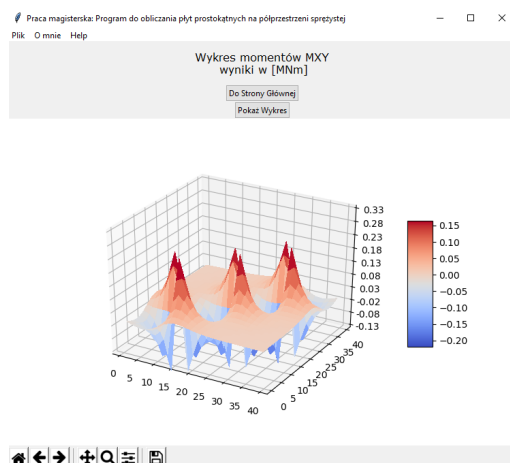 Praca magisterska: Program do obliczania płyt prostokątnych na półprzestrzeni sprężystej
Plik O mnie Help
Wykres momentów MXY
wyniki w [MNm]
Do Strony Głównej
Pokaż Wykres
0.33
0.28
0.23
0.18
0.13
0.08
0.03
-0.02
-0.08
-0.13
0.15
0.10
0.05
0.00
−0.05
−0.10
−0.15
−0.20
0 5 10 15 20 25 30 35 40
0 5 10 15 20 25 30 35 40